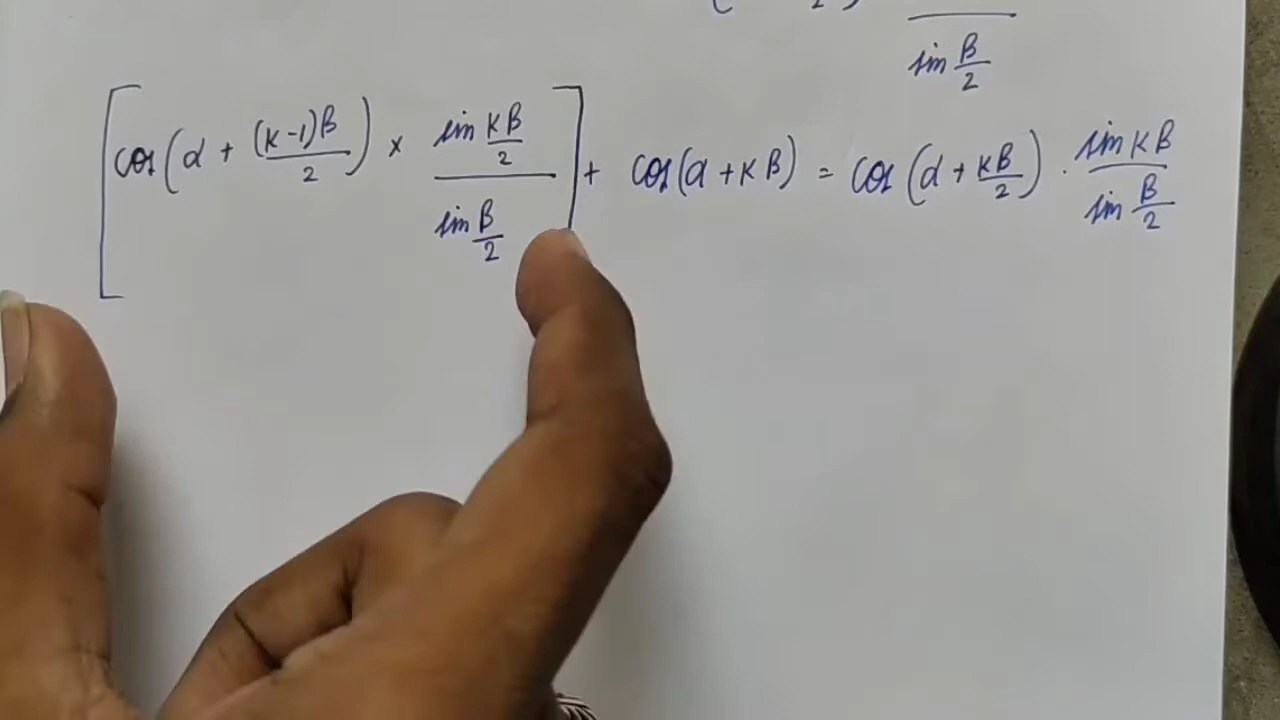 sin β/2
[cos(α + (K-1)β/2) × sin Kβ/2 / sin β/2] + cos(α + Kβ) = cos(α + Kβ/2) · sin Kβ / sin β/2